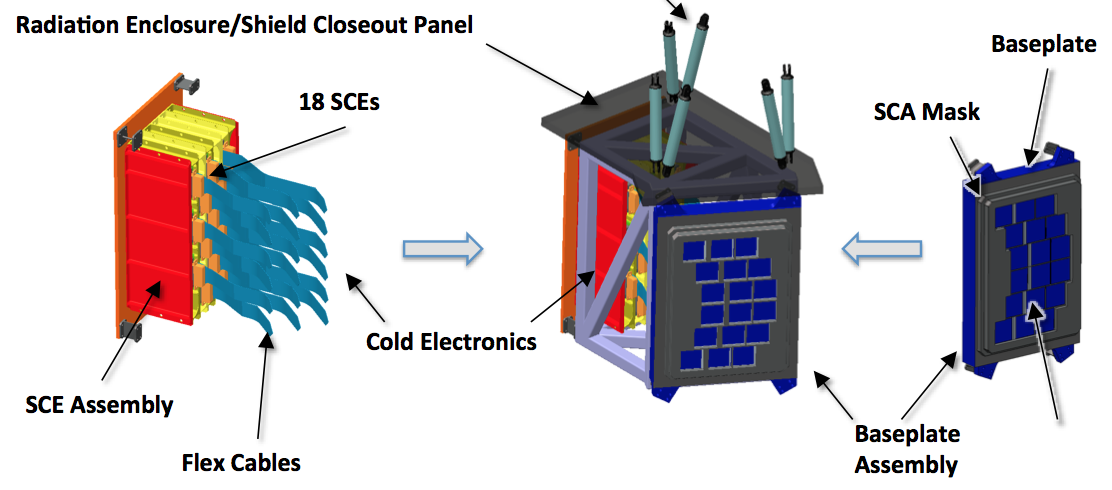 Radiation Enclosure/Shield Closeout Panel
Baseplate
18 SCEs
SCA Mask
Cold Electronics
SCE Assembly
Baseplate
Assembly
Flex Cables